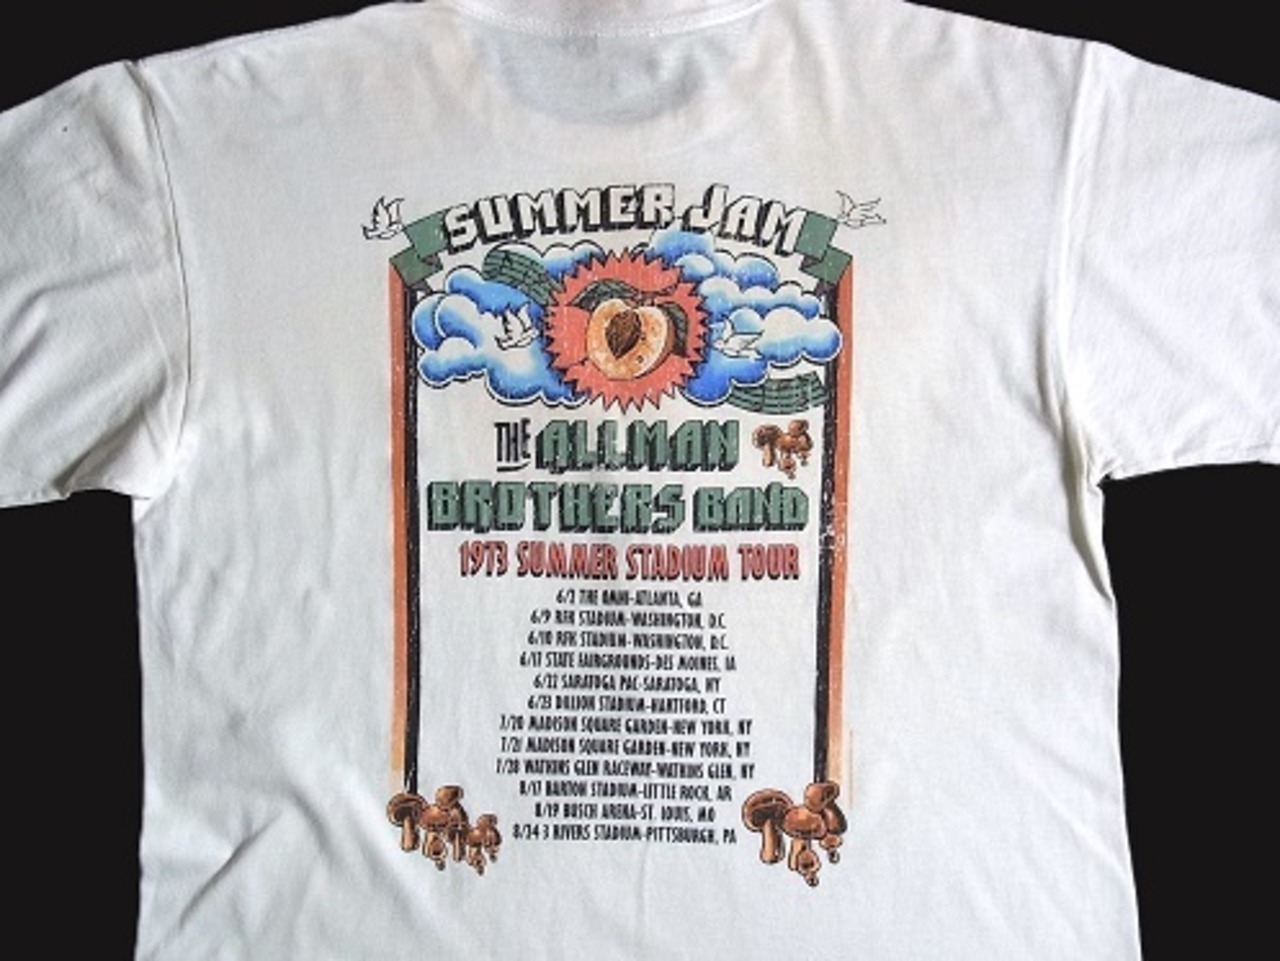 SUMMER JAM
THE ALLMAN
BROTHERS BAND
1973 SUMMER STADIUM TOUR
6/2 THE OMNI-ATLANTA, GA
6/9 RFK STADIUM-WASHINGTON, D.C.
6/10 RFK STADIUM-WASHINGTON, D.C.
6/17 STATE FAIRGROUNDS-DES MOINES, IA
6/22 SARATOGA PAC-SARATOGA, NY
6/23 DILLION STADIUM-HARTFORD, CT
7/20 MADISON SQUARE GARDEN-NEW YORK, NY
7/21 MADISON SQUARE GARDEN-NEW YORK, NY
7/28 WATKINS GLEN RACEWAY-WATKINS GLEN, NY
8/17 BARTON STADIUM-LITTLE ROCK, AR
8/19 BUSCH ARENA-ST. LOUIS, MO
8/24 3 RIVERS STADIUM-PITTSBURGH, PA